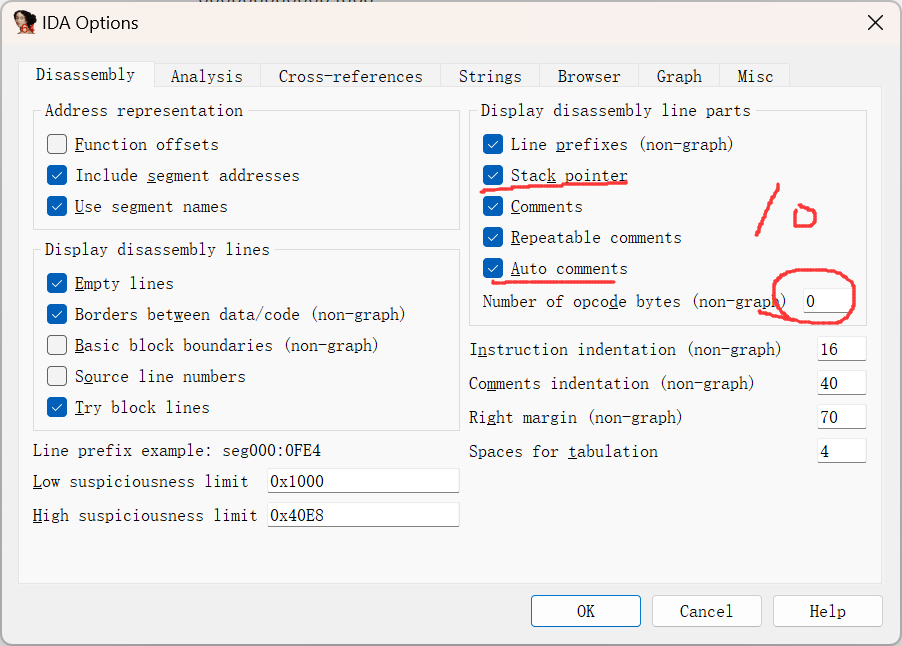 IDA Options
Disassembly Analysis Cross-references Strings Browser Graph Misc
Address representation
Function offsets
Include segment addresses
Use segment names
Display disassembly lines
Empty lines
Borders between data/code (non-graph)
Basic block boundaries (non-graph)
Source line numbers
Try block lines
Line prefix example: seg000:0FE4
Low suspiciousness limit 0x1000
High suspiciousness limit 0x40E8
Display disassembly line parts
Line prefixes (non-graph)
Stack pointer
Comments
Repeatable comments
Auto comments
10
Number of opcode bytes (non-graph) 0
Instruction indentation (non-graph) 16
Comments indentation (non-graph) 40
Right margin (non-graph) 70
Spaces for tabulation 4
OK Cancel Help